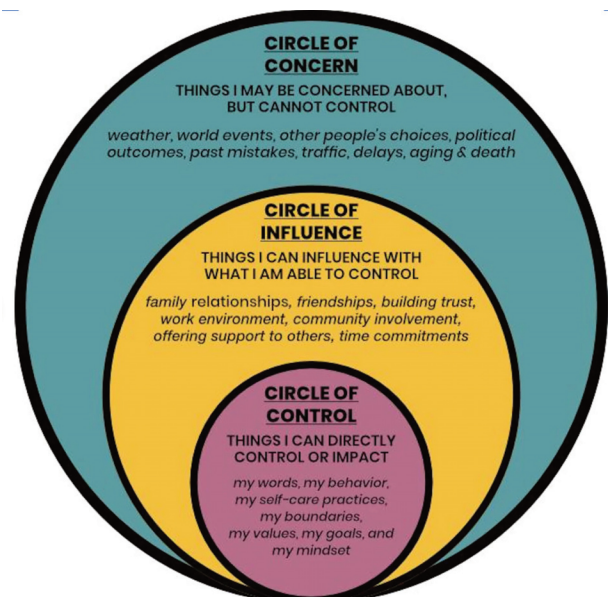 CIRCLE OF
CONCERN
THINGS I MAY BE CONCERNED ABOUT,
BUT CANNOT CONTROL
weather, world events, other people's choices, political
outcomes, past mistakes, traffic, delays, aging & death
CIRCLE OF
INFLUENCE
THINGS I CAN INFLUENCE WITH
WHAT I AM ABLE TO CONTROL
family relationships, friendships, building trust,
work environment, community involvement,
offering support to others, time commitments
CIRCLE OF
CONTROL
THINGS I CAN DIRECTLY
CONTROL OR IMPACT
my words, my behavior,
my self-care practices,
my boundaries,
my values, my goals, and
my mindset